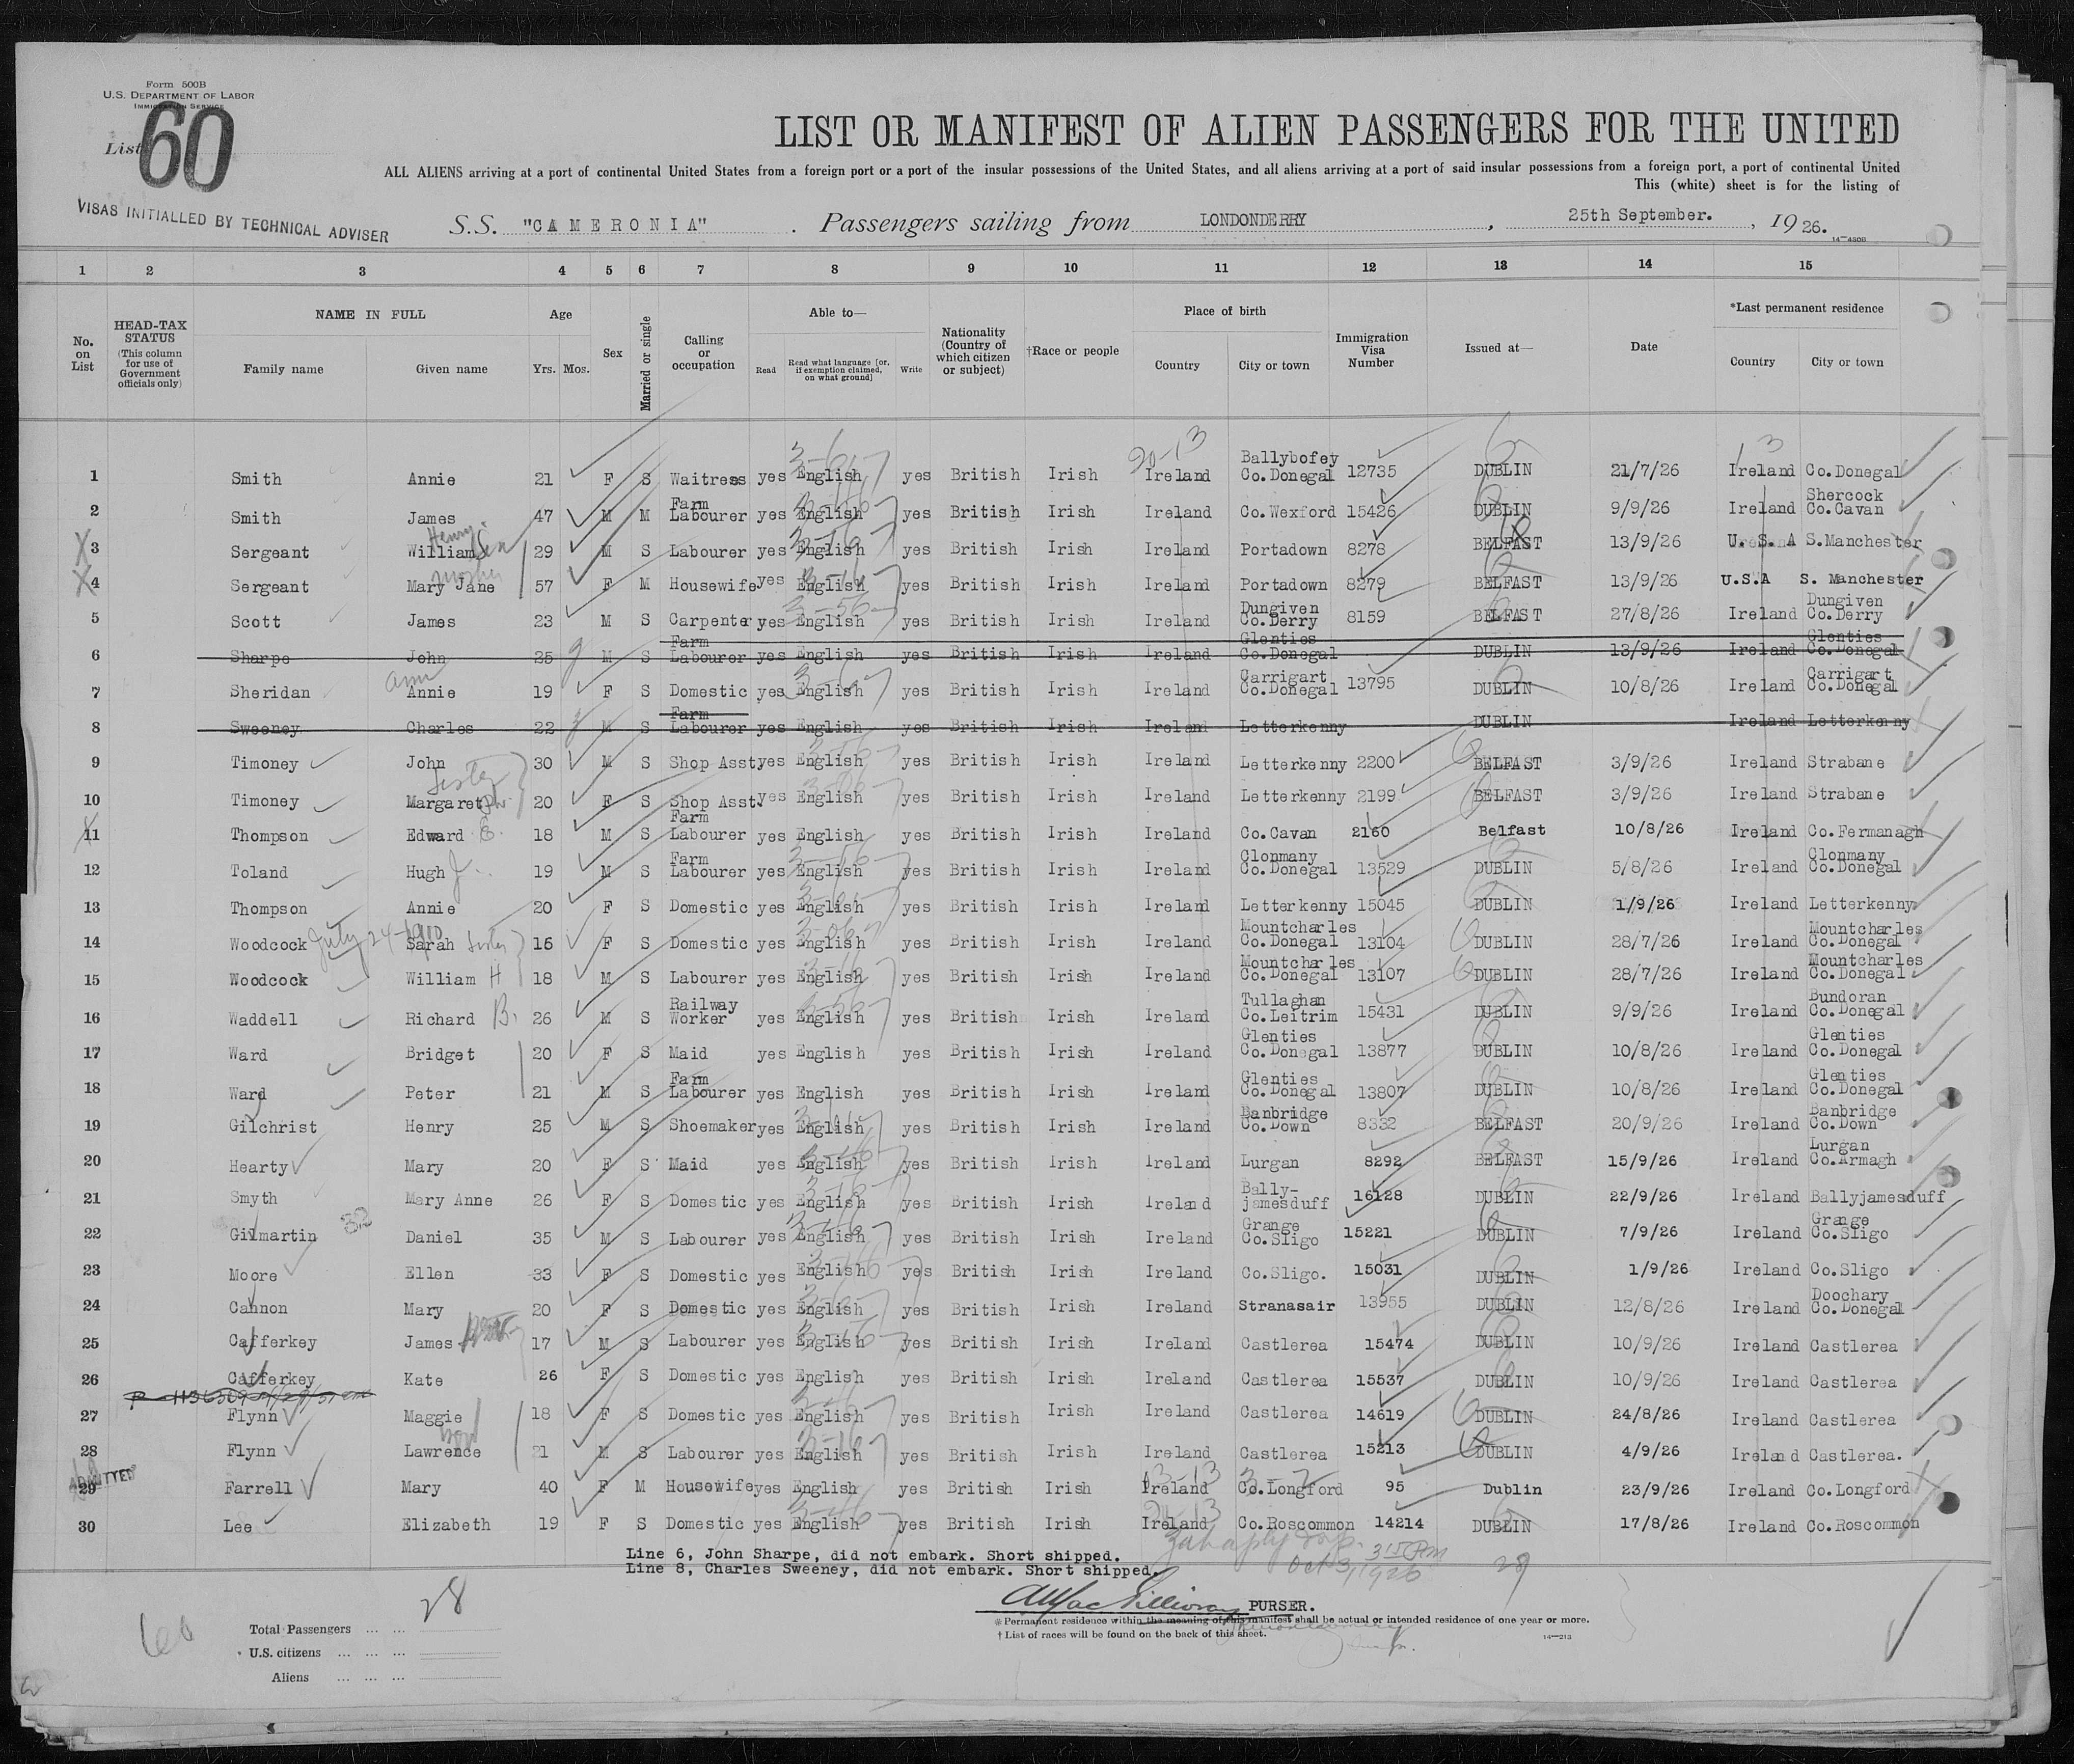 Form 500B
U.S. DEPARTMENT OF LABOR
IMMIGRATION SERVICE
List 60
VISAS INITIALLED BY TECHNICAL ADVISER
LIST OR MANIFEST OF ALIEN PASSENGERS FOR THE UNITED
ALL ALIENS arriving at a port of continental United States from a foreign port or a port of the insular possessions of the United States, and all aliens arriving at a port of said insular possessions from a foreign port, a port of continental United
This (white) sheet is for the listing of
S.S. "CAMERONIA" . Passengers sailing from LONDONDERRY , 25th September. , 1926.
14—450B
1 2 3 4 5 6 7 8 9 10 11 12 13 14 15
No. on List
HEAD-TAX STATUS (This column for use of Government officials only)
NAME IN FULL
Family name Given name
Age
Yrs. Mos.
Sex
Married or single
Calling or occupation
Able to—
Read Read what language [or, if exemption claimed, on what ground] Write
Nationality (Country of which citizen or subject)
†Race or people
Place of birth
Country City or town
Immigration Visa Number
Issued at—
Date
*Last permanent residence
Country City or town
1 Smith Annie 21 F S Waitress yes English yes British Irish Ireland Ballybofey Co.Donegal 12735 DUBLIN 21/7/26 Ireland Co.Donegal
2 Smith James 47 M M Farm Labourer yes English yes British Irish Ireland Co.Wexford 15426 DUBLIN 9/9/26 Ireland Shercock Co.Cavan
3 Sergeant William Henry Son 29 M S Labourer yes English yes British Irish Ireland Portadown 8278 BELFAST 13/9/26 U.S.A S.Manchester
4 Sergeant Mary Jane mother 57 F M Housewife yes English yes British Irish Ireland Portadown 8279 BELFAST 13/9/26 U.S.A S. Manchester
5 Scott James 23 M S Carpenter yes English yes British Irish Ireland Dungiven Co.Derry 8159 BELFAST 27/8/26 Ireland Dungiven Co.Derry
6 Sharpe John 25 M S Farm Labourer yes English yes British Irish Ireland Glenties Co.Donegal DUBLIN 13/9/26 Ireland Glenties Co.Donegal
7 Sheridan Annie 19 F S Domestic yes English yes British Irish Ireland Carrigart Co.Donegal 13795 DUBLIN 10/8/26 Ireland Carrigart Co.Donegal
8 Sweeney Charles 22 M S Farm Labourer yes English yes British Irish Ireland Letterkenny DUBLIN Ireland Letterkenny
9 Timoney John 30 M S Shop Asst yes English yes British Irish Ireland Letterkenny 2200 BELFAST 3/9/26 Ireland Strabane
10 Timoney Margaret Sister 20 F S Shop Asst. yes English yes British Irish Ireland Letterkenny 2199 BELFAST 3/9/26 Ireland Strabane
11 Thompson Edward E. 18 M S Farm Labourer yes English yes British Irish Ireland Co.Cavan 2160 Belfast 10/8/26 Ireland Co.Fermanagh
12 Toland Hugh J. 19 M S Farm Labourer yes English yes British Irish Ireland Clonmany Co.Donegal 13529 DUBLIN 5/8/26 Ireland Clonmany Co.Donegal
13 Thompson Annie 20 F S Domestic yes English yes British Irish Ireland Letterkenny 15045 DUBLIN 1/9/26 Ireland Letterkenny
14 Woodcock July 24-1910 Sarah Sister 16 F S Domestic yes English yes British Irish Ireland Mountcharles Co.Donegal 13104 DUBLIN 28/7/26 Ireland Mountcharles Co.Donegal
15 Woodcock William H 18 M S Labourer yes English yes British Irish Ireland Mountcharles Co.Donegal 13107 DUBLIN 28/7/26 Ireland Mountcharles Co.Donegal
16 Waddell Richard B. 26 M S Railway Worker yes English yes British Irish Ireland Tullaghan Co.Leitrim 15431 DUBLIN 9/9/26 Ireland Bundoran Co.Donegal
17 Ward Bridget 20 F S Maid yes English yes British Irish Ireland Glenties Co.Donegal 13877 DUBLIN 10/8/26 Ireland Glenties Co.Donegal
18 Ward Peter 21 M S Farm Labourer yes English yes British Irish Ireland Glenties Co.Donegal 13807 DUBLIN 10/8/26 Ireland Glenties Co.Donegal
19 Gilchrist Henry 25 M S Shoemaker yes English yes British Irish Ireland Banbridge Co.Down 8332 BELFAST 20/9/26 Ireland Banbridge Co.Down
20 Hearty Mary 20 F S Maid yes English yes British Irish Ireland Lurgan 8292 BELFAST 15/9/26 Ireland Lurgan Co.Armagh
21 Smyth Mary Anne 26 F S Domestic yes English yes British Irish Ireland Bally-jamesduff 16128 DUBLIN 22/9/26 Ireland Ballyjamesduff
22 Gilmartin 32 Daniel 35 M S Labourer yes English yes British Irish Ireland Grange Co.Sligo 15221 DUBLIN 7/9/26 Ireland Grange Co.Sligo
23 Moore Ellen 33 F S Domestic yes English yes British Irish Ireland Co.Sligo. 15031 DUBLIN 1/9/26 Ireland Co.Sligo
24 Cannon Mary 20 F S Domestic yes English yes British Irish Ireland Stranasair 13955 DUBLIN 12/8/26 Ireland Doochary Co.Donegal
25 Cafferkey James 17 M S Labourer yes English yes British Irish Ireland Castlerea 15474 DUBLIN 10/9/26 Ireland Castlerea
26 Cafferkey Kate 26 F S Domestic yes English yes British Irish Ireland Castlerea 15537 DUBLIN 10/9/26 Ireland Castlerea
27 Flynn Maggie 18 F S Domestic yes English yes British Irish Ireland Castlerea 14619 DUBLIN 24/8/26 Ireland Castlerea
28 Flynn Lawrence 21 M S Labourer yes English yes British Irish Ireland Castlerea 15213 DUBLIN 4/9/26 Ireland Castlerea.
ADMITTED
29 Farrell Mary 40 F M Housewife yes English yes British Irish Ireland Co.Longford 95 Dublin 23/9/26 Ireland Co.Longford
30 Lee Elizabeth 19 F S Domestic yes English yes British Irish Ireland Co.Roscommon 14214 DUBLIN 17/8/26 Ireland Co.Roscommon
Line 6, John Sharpe, did not embark. Short shipped.
Line 8, Charles Sweeney, did not embark. Short shipped.
Oct 3, 1926
28
PURSER.
* Permanent residence within the meaning of this manifest shall be actual or intended residence of one year or more.
† List of races will be found on the back of this sheet.
14—213
60
Total Passengers ... ... 28
U.S. citizens ... ... ...
Aliens ... ... ...